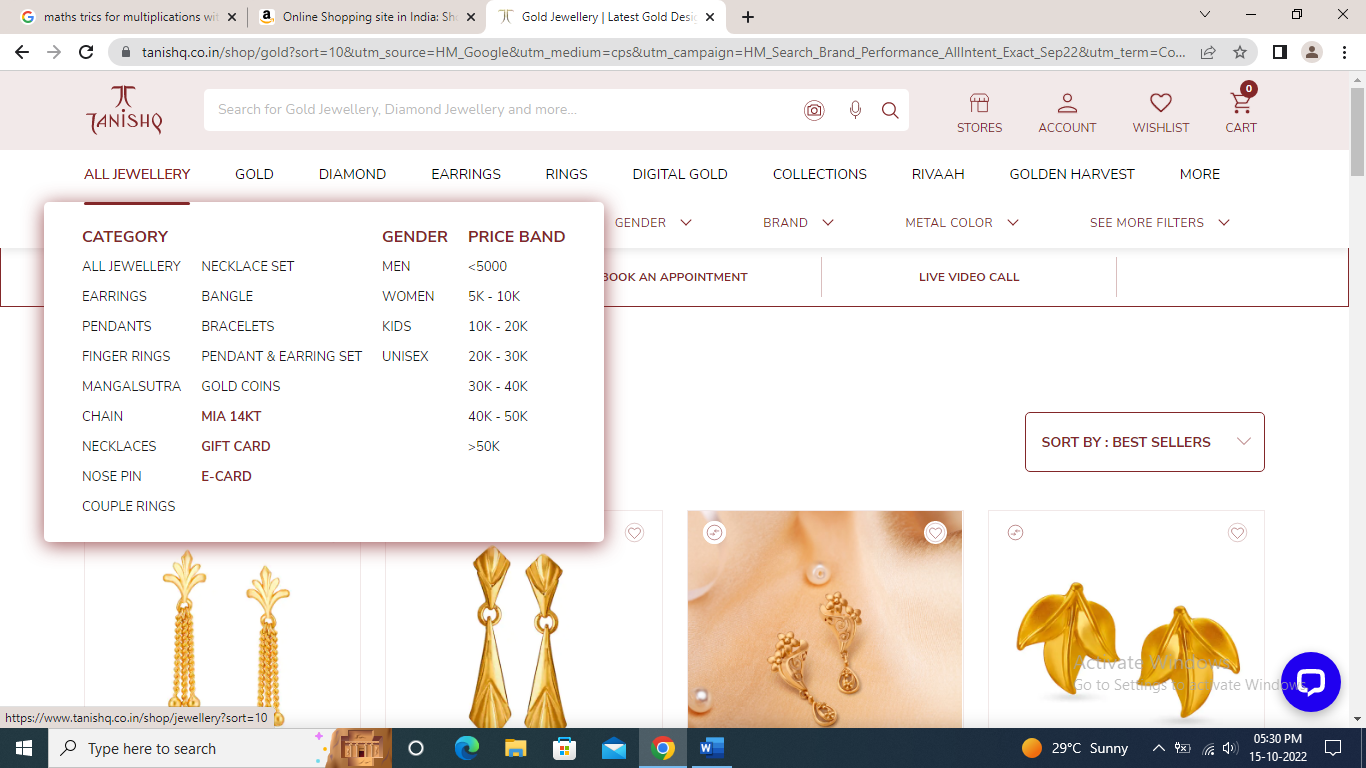 maths trics for multiplications wit
Online Shopping site in India: Sh
Gold Jewellery | Latest Gold Desi
tanishq.co.in/shop/gold?sort=10&utm_source=HM_Google&utm_medium=cps&utm_campaign=HM_Search_Brand_Performance_AllIntent_Exact_Sep22&utm_term=Co...
TANISHQ
Search for Gold Jewellery, Diamond Jewellery and more...
0
STORES ACCOUNT WISHLIST CART
ALL JEWELLERY GOLD DIAMOND EARRINGS RINGS DIGITAL GOLD COLLECTIONS RIVAAH GOLDEN HARVEST MORE
GENDER BRAND METAL COLOR SEE MORE FILTERS
CATEGORY GENDER PRICE BAND
ALL JEWELLERY NECKLACE SET MEN <5000
BOOK AN APPOINTMENT LIVE VIDEO CALL
EARRINGS BANGLE WOMEN 5K - 10K
PENDANTS BRACELETS KIDS 10K - 20K
FINGER RINGS PENDANT & EARRING SET UNISEX 20K - 30K
MANGALSUTRA GOLD COINS 30K - 40K
CHAIN MIA 14KT 40K - 50K
NECKLACES GIFT CARD >50K
NOSE PIN E-CARD
COUPLE RINGS
SORT BY : BEST SELLERS
Activate Windows
Go to Settings to activate Windows.
https://www.tanishq.co.in/shop/jewellery?sort=10
Type here to search
29°C Sunny
05:30 PM
15-10-2022